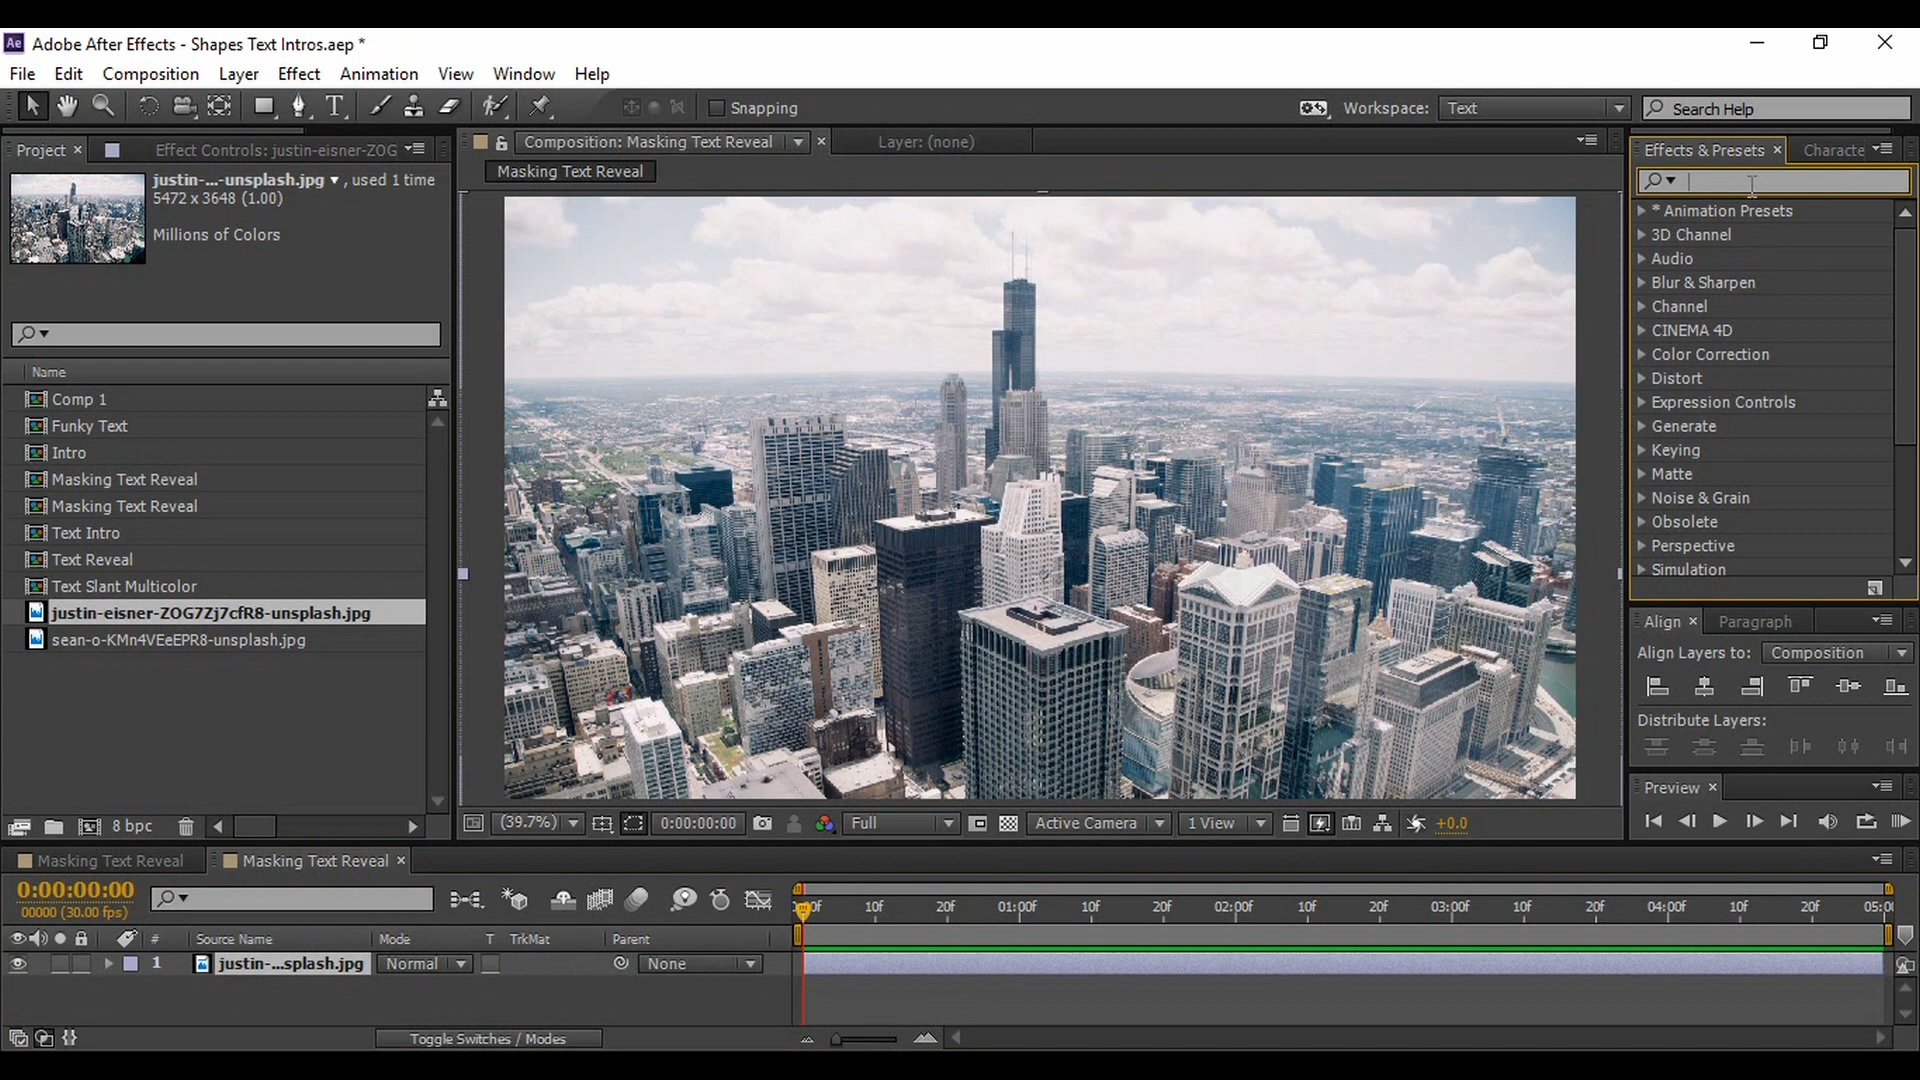 Ae Adobe After Effects - Shapes Text Intros.aep *
File Edit Composition Layer Effect Animation View Window Help
Snapping
Workspace: Text
Search Help
Project
Effect Controls: justin-eisner-ZOG
justin-...-unsplash.jpg , used 1 time
5472 x 3648 (1.00)
Millions of Colors
Name
Comp 1
Funky Text
Intro
Masking Text Reveal
Masking Text Reveal
Text Intro
Text Reveal
Text Slant Multicolor
justin-eisner-ZOG7Zj7cfR8-unsplash.jpg
sean-o-KMn4VEeEPR8-unsplash.jpg
8 bpc
Composition: Masking Text Reveal
Layer: (none)
Masking Text Reveal
(39.7%) 0:00:00:00 Full Active Camera 1 View +0.0
Effects & Presets
Characte
* Animation Presets
3D Channel
Audio
Blur & Sharpen
Channel
CINEMA 4D
Color Correction
Distort
Expression Controls
Generate
Keying
Matte
Noise & Grain
Obsolete
Perspective
Simulation
Align
Paragraph
Align Layers to: Composition
Distribute Layers:
Preview
Masking Text Reveal
Masking Text Reveal
0:00:00:00
00000 (30.00 fps)
0f 10f 20f 01:00f 10f 20f 02:00f 10f 20f 03:00f 10f 20f 04:00f 10f 20f 05:00
# Source Name Mode T TrkMat Parent
1 justin-...splash.jpg Normal None
Toggle Switches / Modes